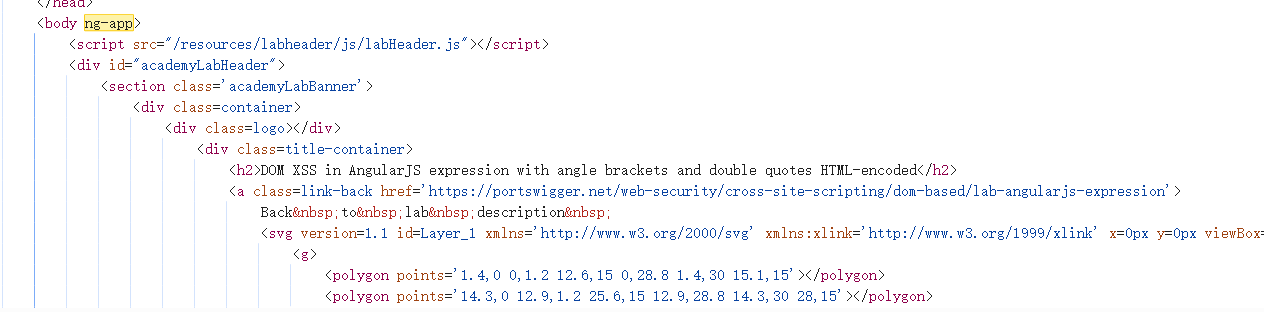 </head>
<body ng-app>
<script src="/resources/labheader/js/labHeader.js"></script>
<div id="academyLabHeader">
<section class='academyLabBanner'>
<div class=container>
<div class=logo></div>
<div class=title-container>
<h2>DOM XSS in AngularJS expression with angle brackets and double quotes HTML-encoded</h2>
<a class=link-back href='https://portswigger.net/web-security/cross-site-scripting/dom-based/lab-angularjs-expression'>
Back&nbsp;to&nbsp;lab&nbsp;description&nbsp;
<svg version=1.1 id=Layer_1 xmlns='http://www.w3.org/2000/svg' xmlns:xlink='http://www.w3.org/1999/xlink' x=0px y=0px viewBox=
<g>
<polygon points='1.4,0 0,1.2 12.6,15 0,28.8 1.4,30 15.1,15'></polygon>
<polygon points='14.3,0 12.9,1.2 25.6,15 12.9,28.8 14.3,30 28,15'></polygon>